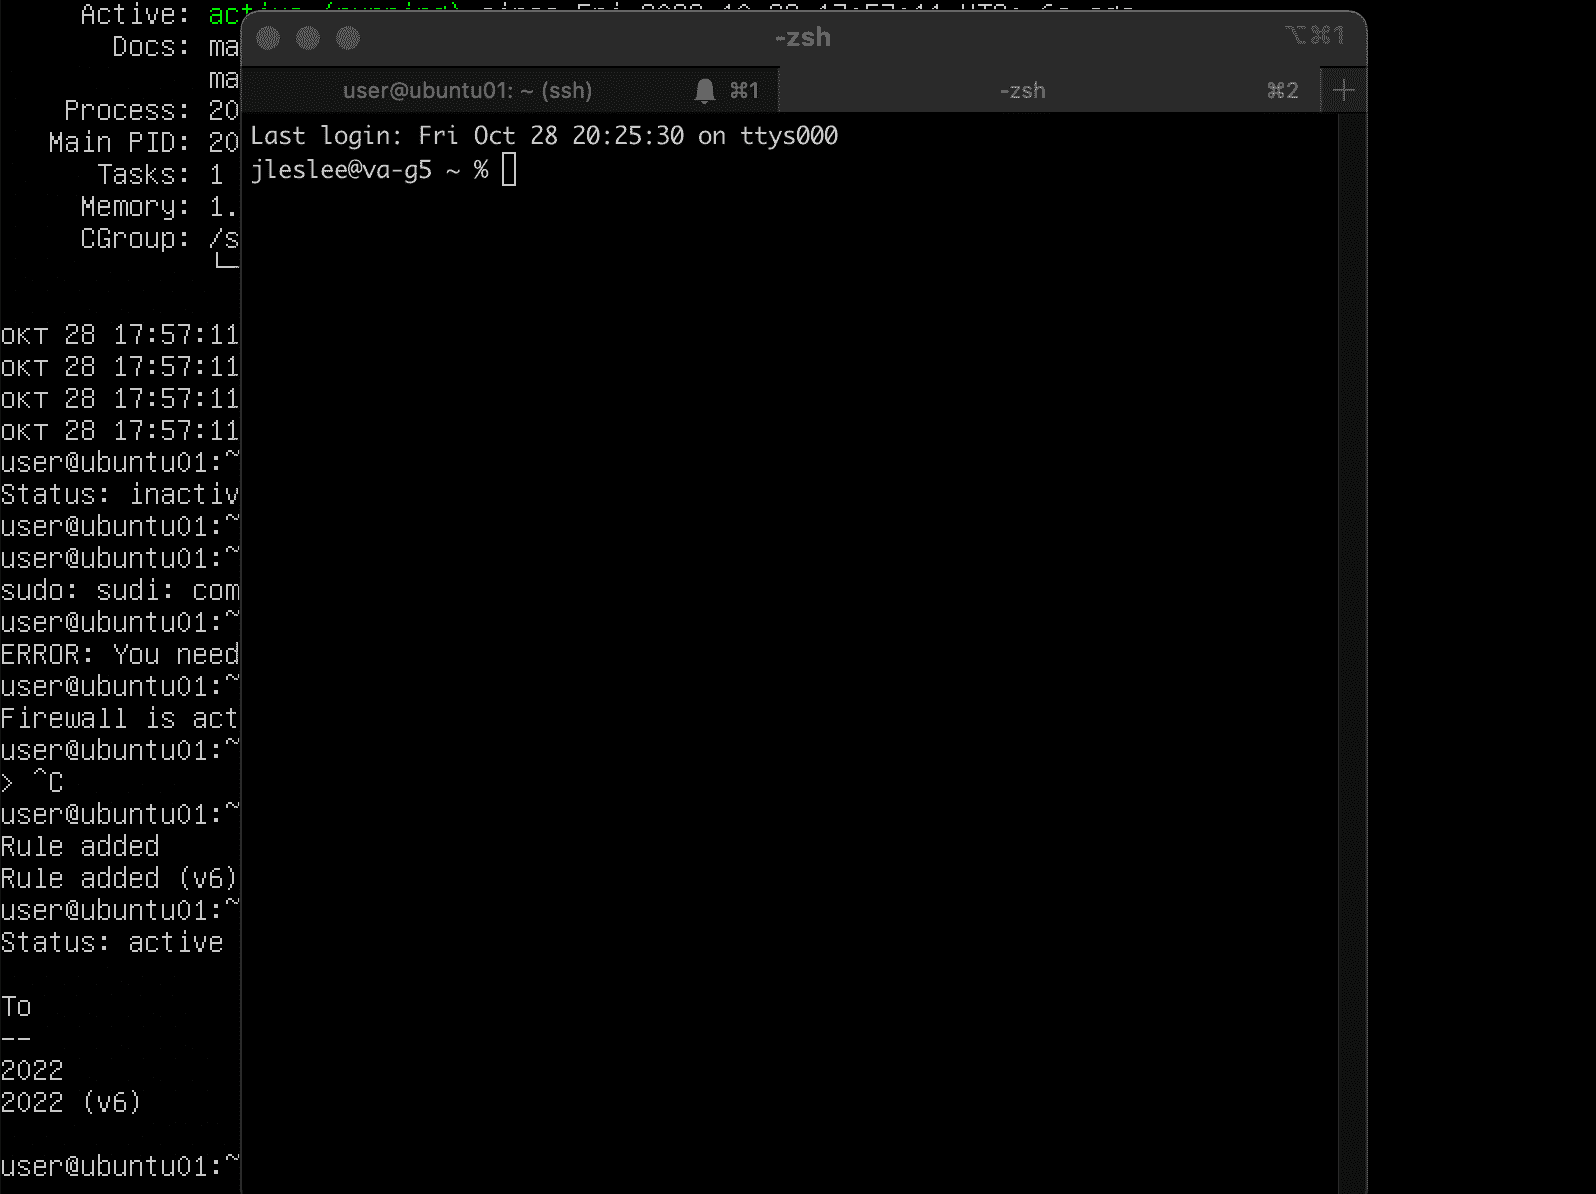 Active: ac
Docs: ma
ma
Process: 20
Main PID: 20
Tasks: 1
Memory: 1.
CGroup: /s
окт 28 17:57:11
окт 28 17:57:11
окт 28 17:57:11
окт 28 17:57:11
user@ubuntu01:~
Status: inactiv
user@ubuntu01:~
user@ubuntu01:~
sudo: sudi: com
user@ubuntu01:~
ERROR: You need
user@ubuntu01:~
Firewall is act
user@ubuntu01:~
> ^C
user@ubuntu01:~
Rule added
Rule added (v6)
user@ubuntu01:~
Status: active
To
--
2022
2022 (v6)
user@ubuntu01:~
-zsh ⌥⌘1
user@ubuntu01: ~ (ssh) ⌘1 -zsh ⌘2 +
Last login: Fri Oct 28 20:25:30 on ttys000
jleslee@va-g5 ~ %